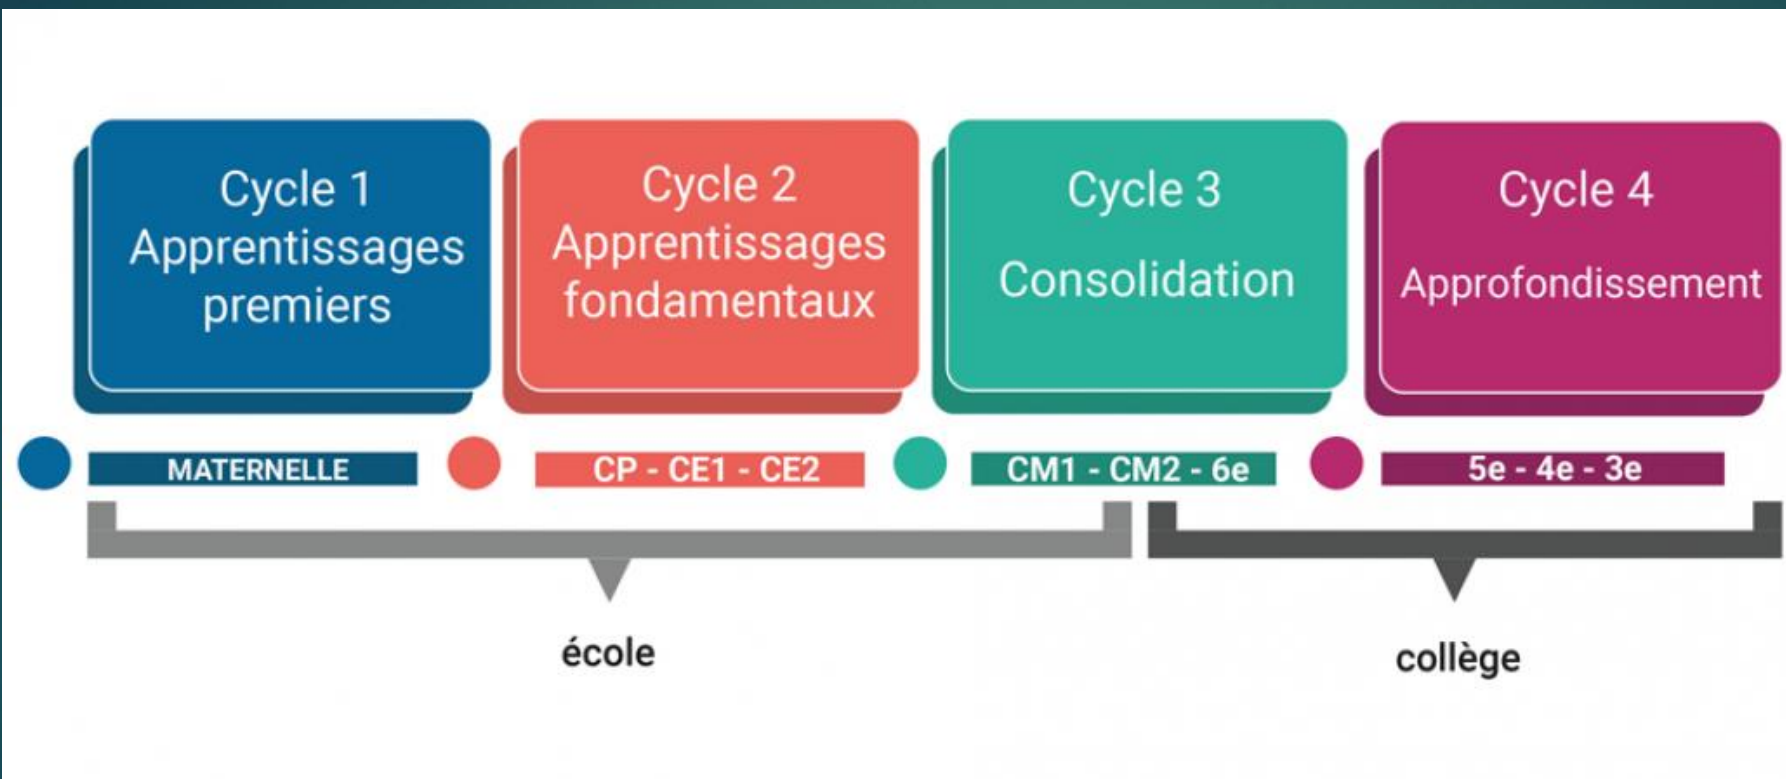 Cycle 1
Apprentissages
premiers
Cycle 2
Apprentissages
fondamentaux
Cycle 3
Consolidation
Cycle 4
Approfondissement
MATERNELLE
CP - CE1 - CE2
CM1 - CM2 - 6e
5e - 4e - 3e
école
collège